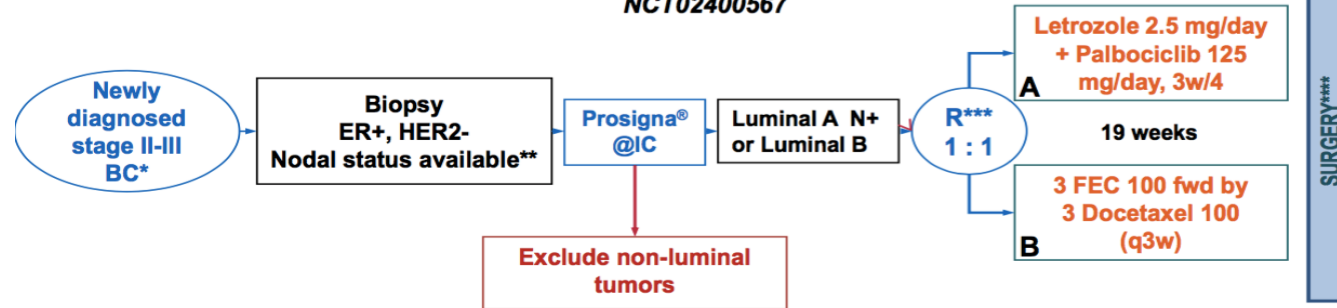 NCT02400567
Newly
diagnosed
stage II-III
BC*
Biopsy
ER+, HER2-
Nodal status available**
Prosigna®
@IC
Luminal A N+
or Luminal B
R***
1 : 1
Letrozole 2.5 mg/day
+ Palbociclib 125
mg/day, 3w/4
A
19 weeks
3 FEC 100 fwd by
3 Docetaxel 100
(q3w)
B
SURGERY****
Exclude non-luminal
tumors